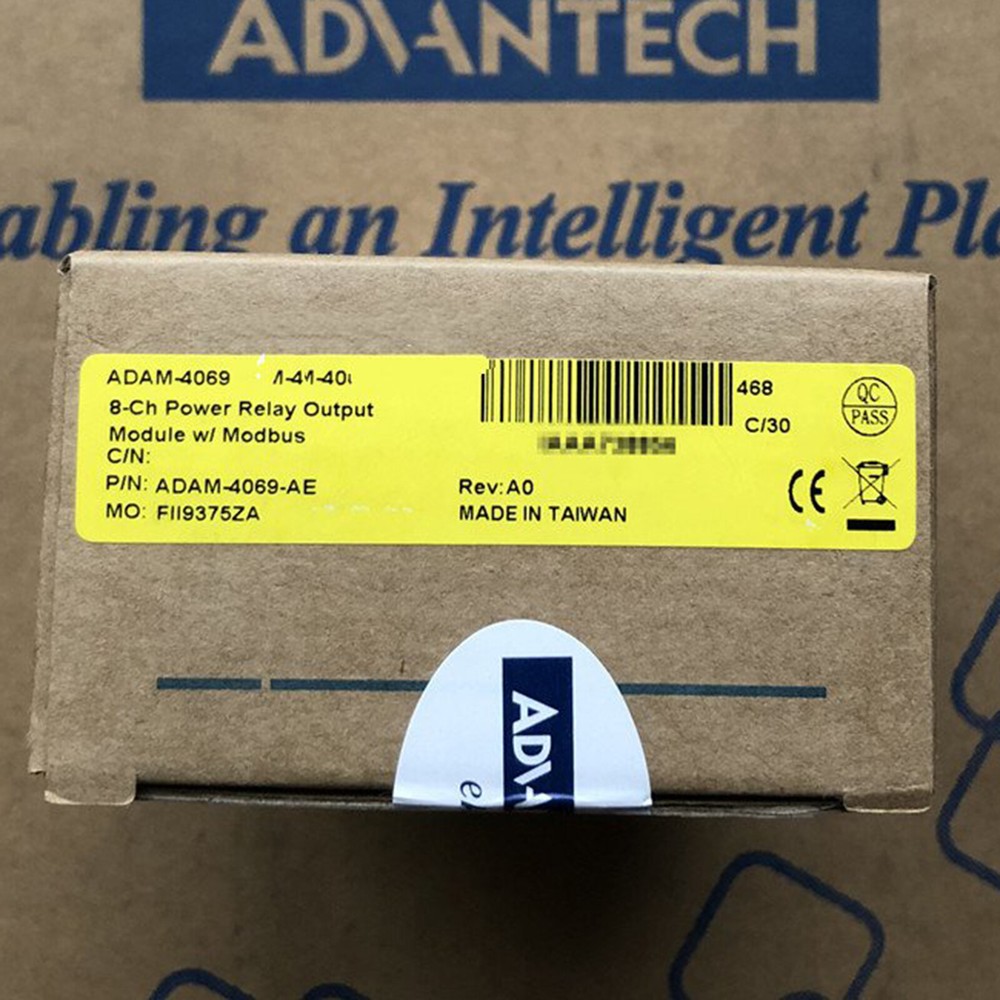 ADVANTECH
abling an Intelligent Pla
ADAM-4069
8-Ch Power Relay Output
Module w/ Modbus
C/N:
P/N: ADAM-4069-AE
MO: FII9375ZA
468
C/30
Rev:A0
MADE IN TAIWAN
QC
PASS
CE
ADVA